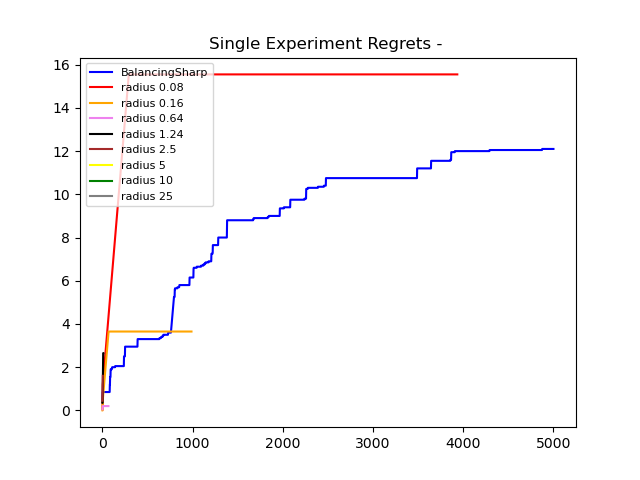 Single Experiment Regrets -
16
14
12
10
8
6
4
2
0
BalancingSharp
radius 0.08
radius 0.16
radius 0.64
radius 1.24
radius 2.5
radius 5
radius 10
radius 25
0 1000 2000 3000 4000 5000